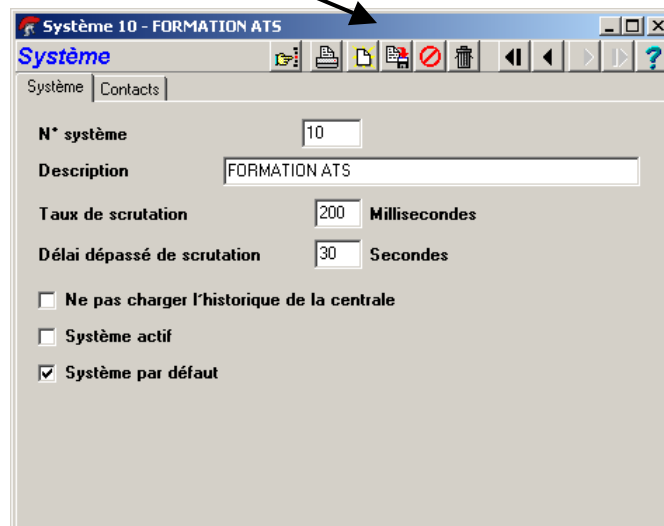 Système 10 - FORMATION ATS
Système
Système Contacts
N° système 10
Description FORMATION ATS
Taux de scrutation 200 Millisecondes
Délai dépassé de scrutation 30 Secondes
Ne pas charger l'historique de la centrale
Système actif
Système par défaut